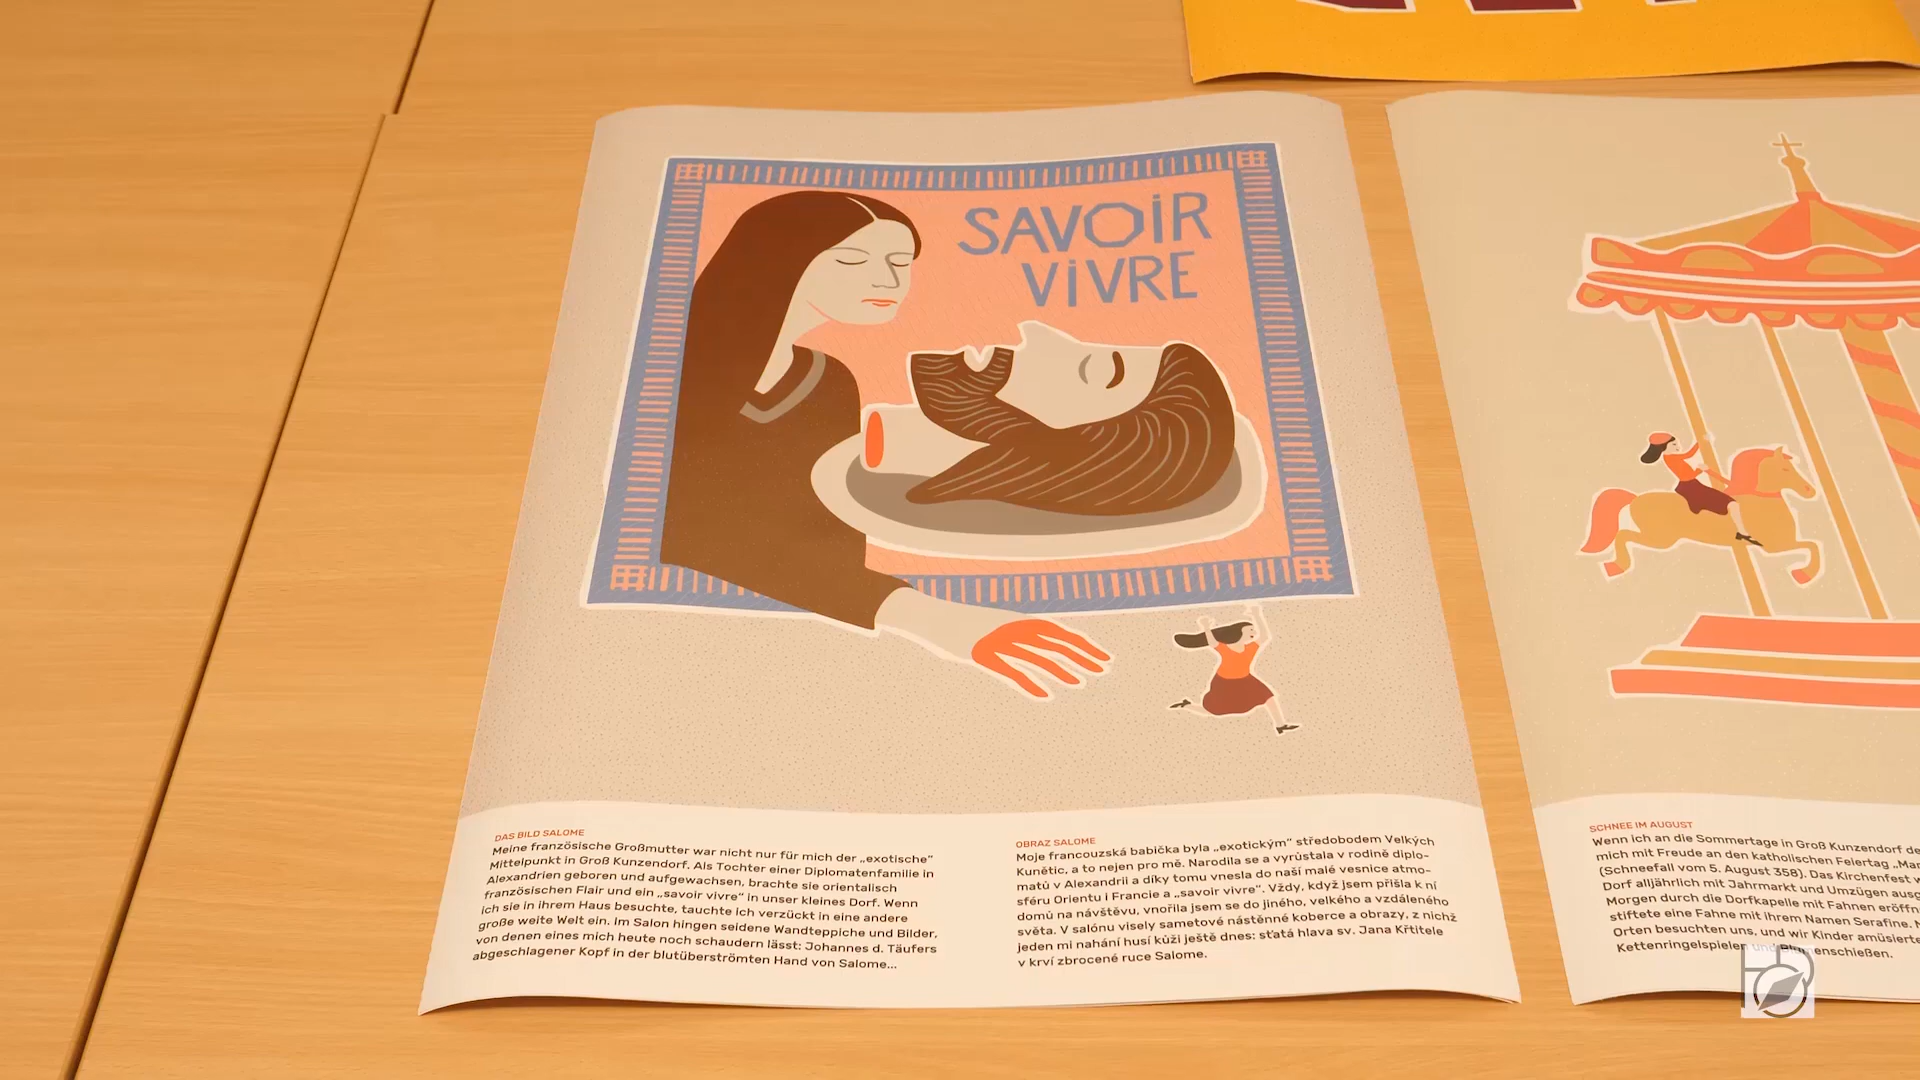 SAVOIR
VIVRE
DAS BILD SALOME
Meine französische Großmutter war nicht nur für mich der „exotische“
Mittelpunkt in Groß Kunzendorf. Als Tochter einer Diplomatenfamilie in
Alexandrien geboren und aufgewachsen, brachte sie orientalisch
französischen Flair und ein „savoir vivre“ in unser kleines Dorf. Wenn
ich sie in ihrem Haus besuchte, tauchte ich verzückt in eine andere
große weite Welt ein. Im Salon hingen seidene Wandteppiche und Bilder,
von denen eines mich heute noch schaudern lässt: Johannes d. Täufers
abgeschlagener Kopf in der blutüberströmten Hand von Salome...
OBRAZ SALOME
Moje francouzská babička byla „exotickým“ středobodem Velkých
Kunětic, a to nejen pro mě. Narodila se a vyrůstala v rodině diplo-
matů v Alexandrii a díky tomu vnesla do naší malé vesnice atmo-
sféru Orientu i Francie a „savoir vivre“. Vždy, když jsem přišla k ní
domů na návštěvu, vnořila jsem se do jiného, velkého a vzdáleného
světa. V salónu visely sametové nástěnné koberce a obrazy, z nichž
jeden mi nahání husí kůži ještě dnes: sťatá hlava sv. Jana Křtitele
v krví zbrocené ruce Salome.
SCHNEE IM AUGUST
Wenn ich an die Sommertage in Groß Kunzendorf de
mich mit Freude an den katholischen Feiertag „Mar
(Schneefall vom 5. August 358). Das Kirchenfest w
Dorf alljährlich mit Jahrmarkt und Umzügen ausg
Morgen durch die Dorfkapelle mit Fahnen eröffn
stiftete eine Fahne mit ihrem Namen Serafine. M
Orten besuchten uns, und wir Kinder amüsierte
Kettenringelspielen und Blumenschießen.